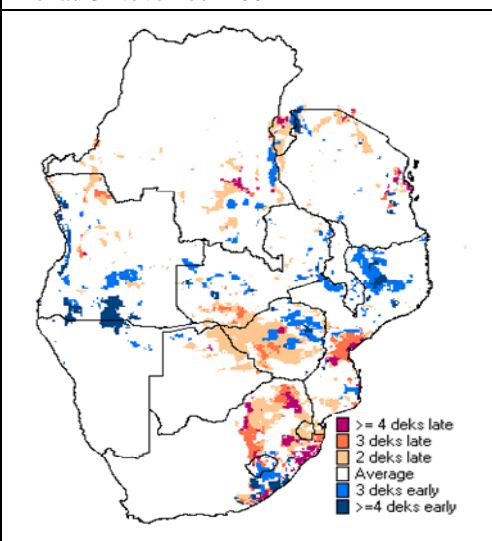 >= 4 deks late
3 deks late
2 deks late
Average
3 deks early
>=4 deks early